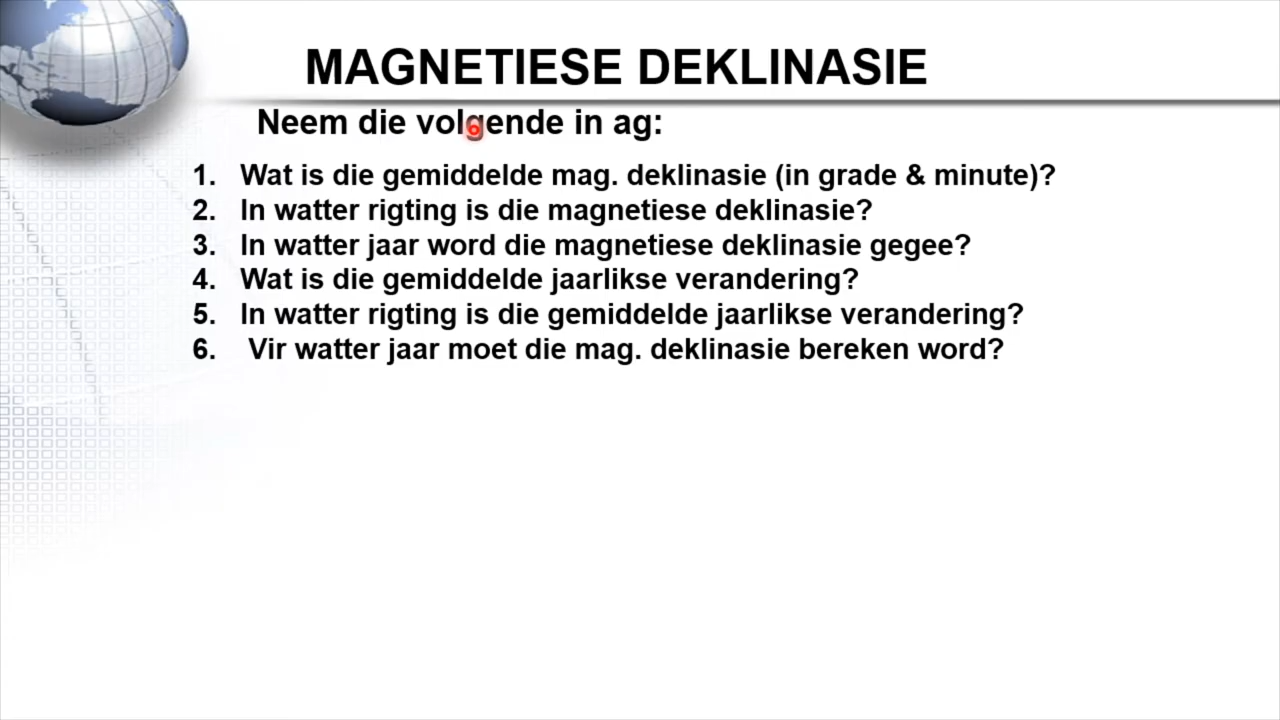 MAGNETIESE DEKLINASIE
Neem die volgende in ag:
1. Wat is die gemiddelde mag. deklinasie (in grade & minute)?
2. In watter rigting is die magnetiese deklinasie?
3. In watter jaar word die magnetiese deklinasie gegee?
4. Wat is die gemiddelde jaarlikse verandering?
5. In watter rigting is die gemiddelde jaarlikse verandering?
6. Vir watter jaar moet die mag. deklinasie bereken word?